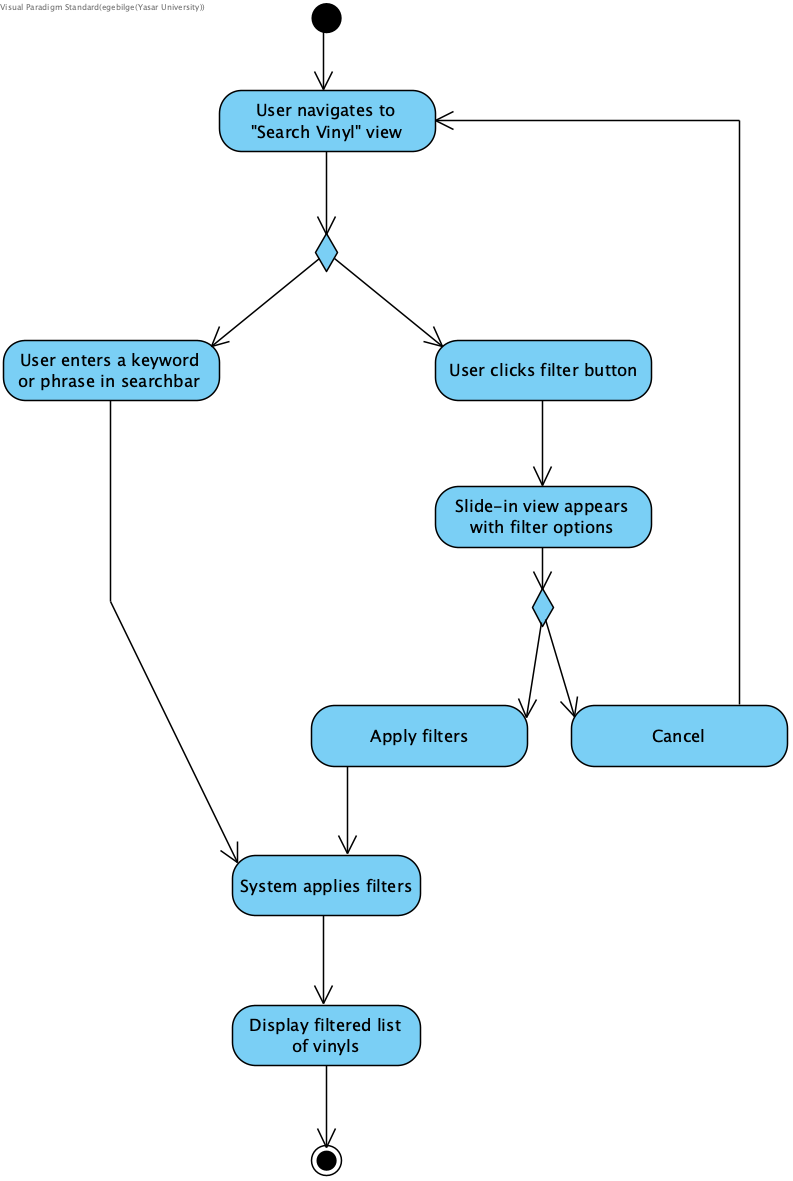 Visual Paradigm Standard(egebilge(Yasar University))
User navigates to
"Search Vinyl" view
User enters a keyword
or phrase in searchbar
User clicks filter button
Slide-in view appears
with filter options
Apply filters
Cancel
System applies filters
Display filtered list
of vinyls